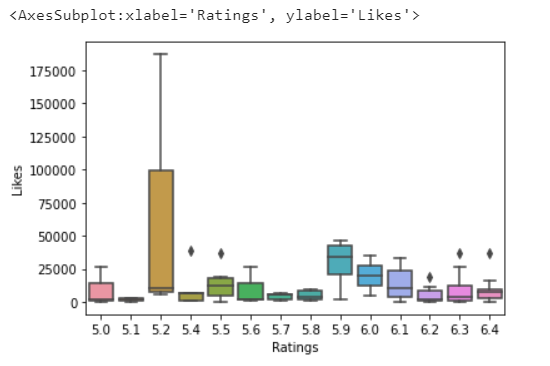 <AxesSubplot:xlabel='Ratings', ylabel='Likes'>
175000
150000
125000
100000
75000
50000
25000
0
Likes
5.0 5.1 5.2 5.4 5.5 5.6 5.7 5.8 5.9 6.0 6.1 6.2 6.3 6.4
Ratings